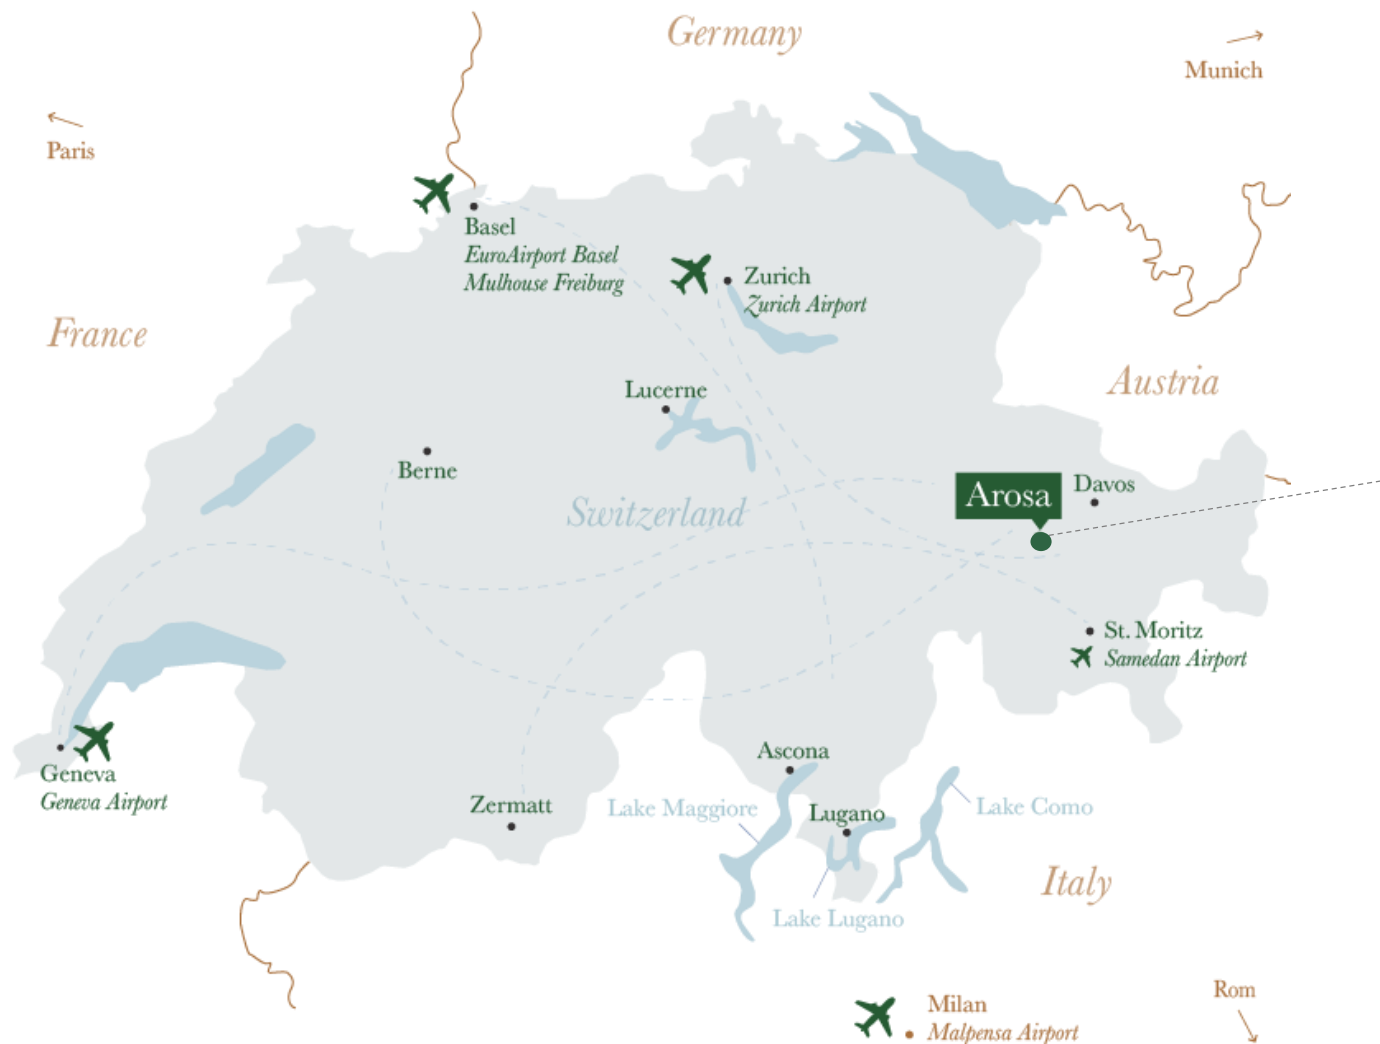 Germany
Munich
Paris
Basel
EuroAirport Basel
Mulhouse Freiburg
Zurich
Zurich Airport
France
Austria
Lucerne
Berne
Switzerland
Arosa
Davos
St. Moritz
Samedan Airport
Geneva
Geneva Airport
Ascona
Zermatt
Lake Maggiore
Lugano
Lake Como
Italy
Lake Lugano
Milan
Malpensa Airport
Rom